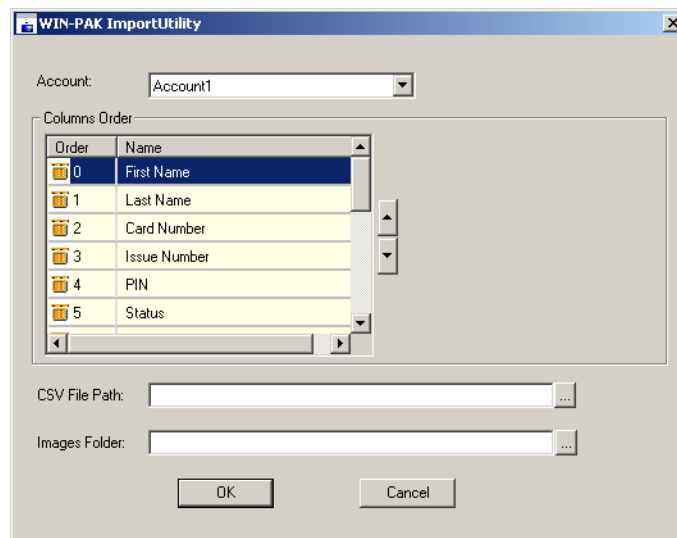 WIN-PAK ImportUtility
Account: Account1
Columns Order
Order Name
0 First Name
1 Last Name
2 Card Number
3 Issue Number
4 PIN
5 Status
CSV File Path: ...
Images Folder: ...
OK Cancel